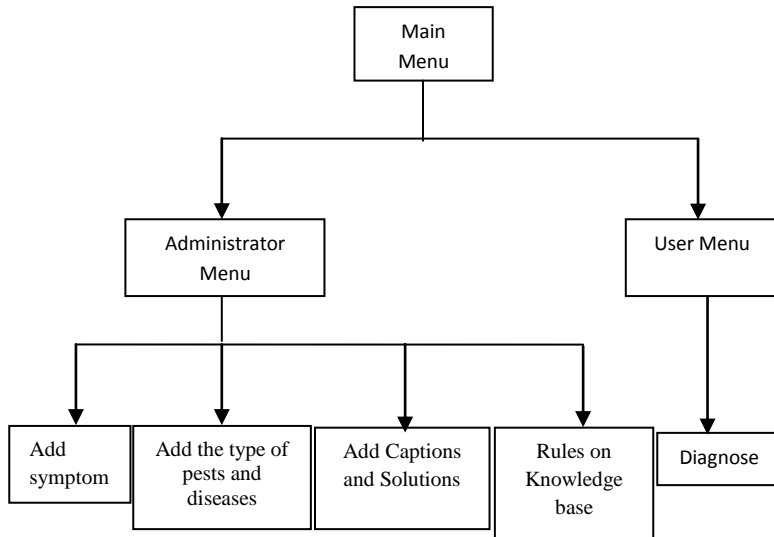 Main
Menu
Administrator
Menu
User Menu
Add
symptom
Add the type of
pests and
diseases
Add Captions
and Solutions
Rules on
Knowledge
base
Diagnose